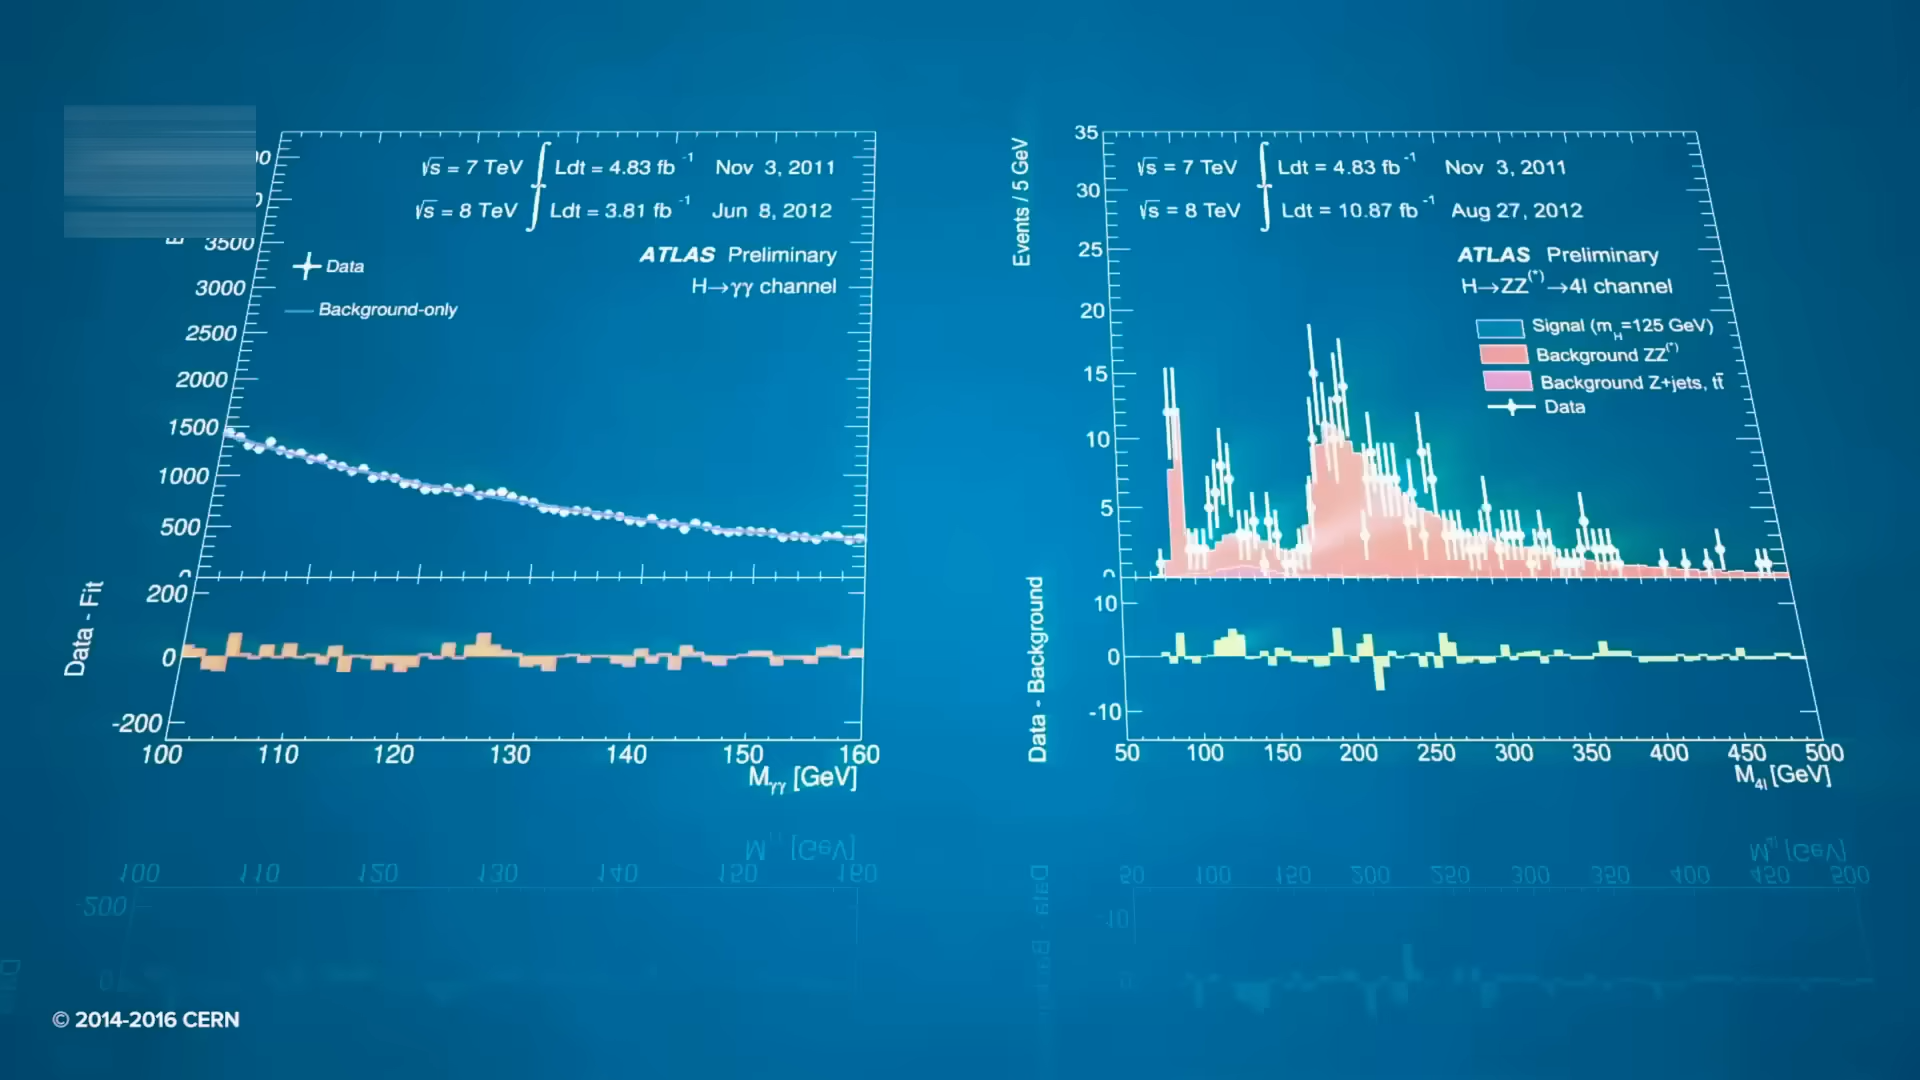 √s = 7 TeV ∫ Ldt = 4.83 fb⁻¹ Nov 3, 2011
√s = 8 TeV ∫ Ldt = 3.81 fb⁻¹ Jun 8, 2012
ATLAS Preliminary
H→γγ channel
Data
Background-only
3500
3000
2500
2000
1500
1000
500
200
0
-200
Data - Fit
100 110 120 130 140 150 160
Mγγ [GeV]
Events / 5 GeV
35
30
25
20
15
10
5
0
√s = 7 TeV ∫ Ldt = 4.83 fb⁻¹ Nov 3, 2011
√s = 8 TeV ∫ Ldt = 10.87 fb⁻¹ Aug 27, 2012
ATLAS Preliminary
H→ZZ(*)→4l channel
Signal (mH=125 GeV)
Background ZZ(*)
Background Z+jets, tt̄
Data
Data - Background
10
0
-10
50 100 150 200 250 300 350 400 450 500
M4l [GeV]
© 2014-2016 CERN